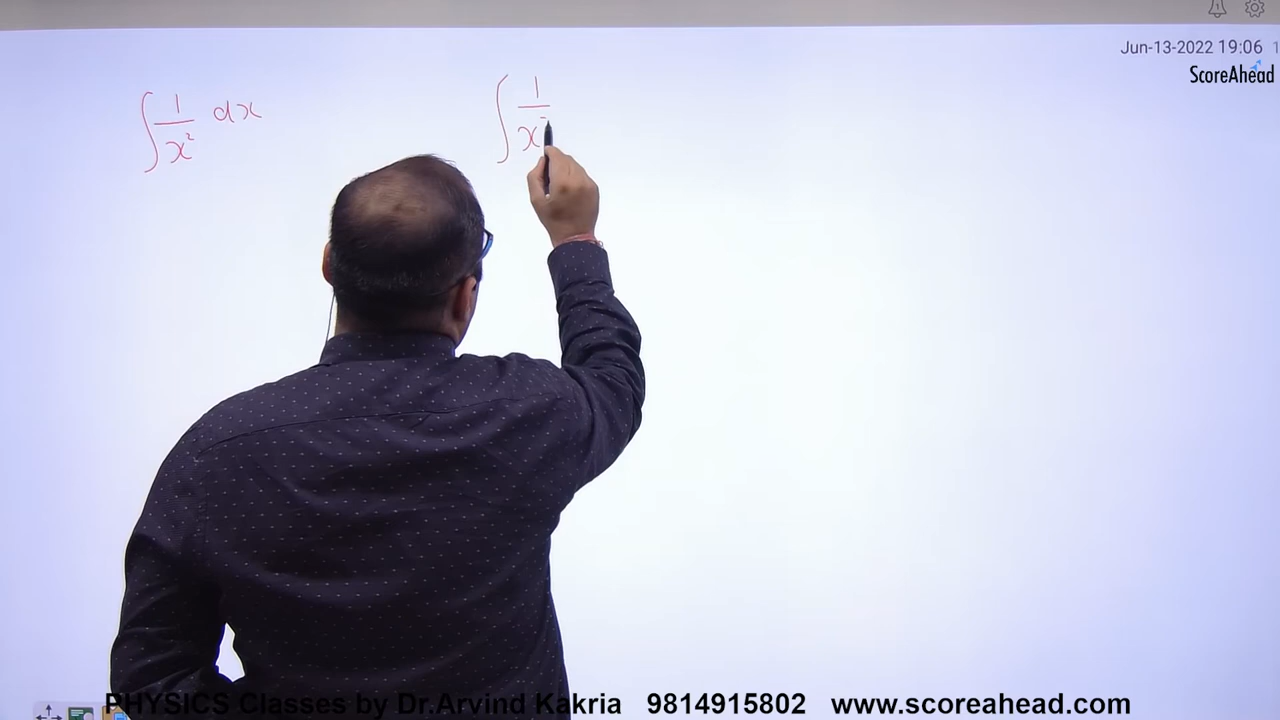 Jun-13-2022 19:06 1
ScoreAhead
∫ 1/x² dx
∫ 1/x
PHYSICS Classes by Dr.Arvind Kakria 9814915802 www.scoreahead.com